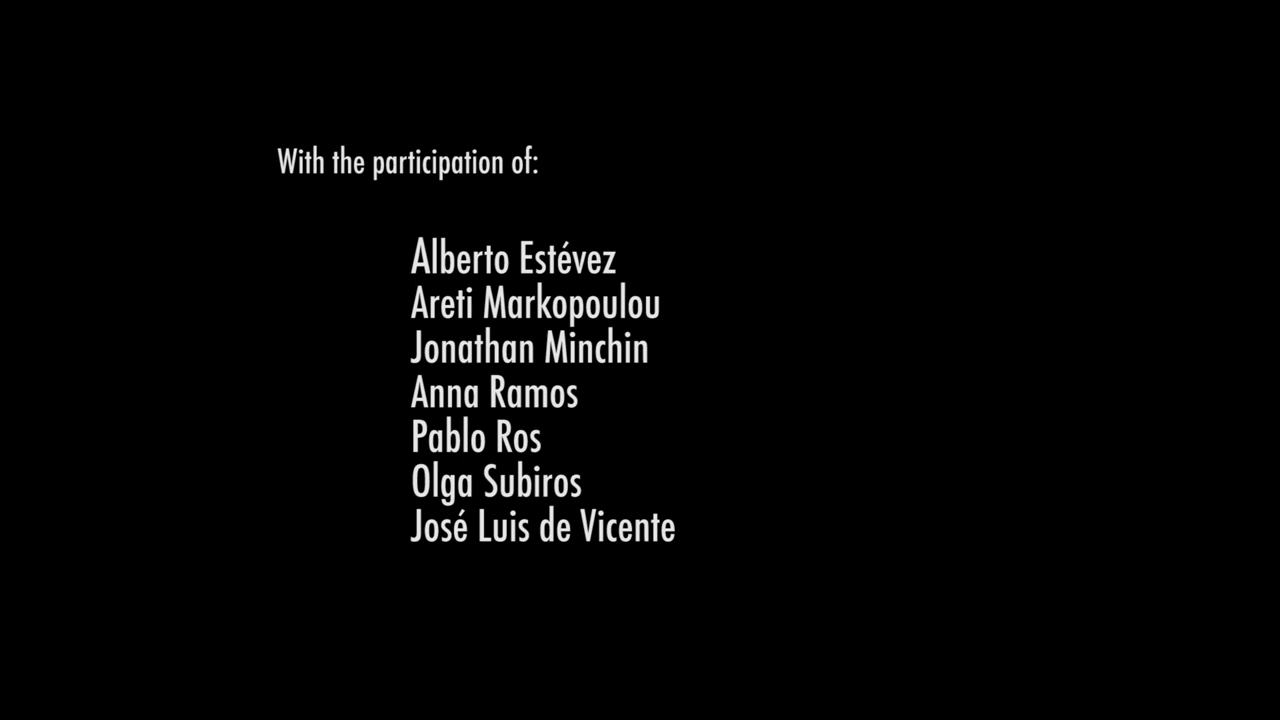 With the participation of:
Alberto Estévez
Areti Markopoulou
Jonathan Minchin
Anna Ramos
Pablo Ros
Olga Subiros
José Luis de Vicente